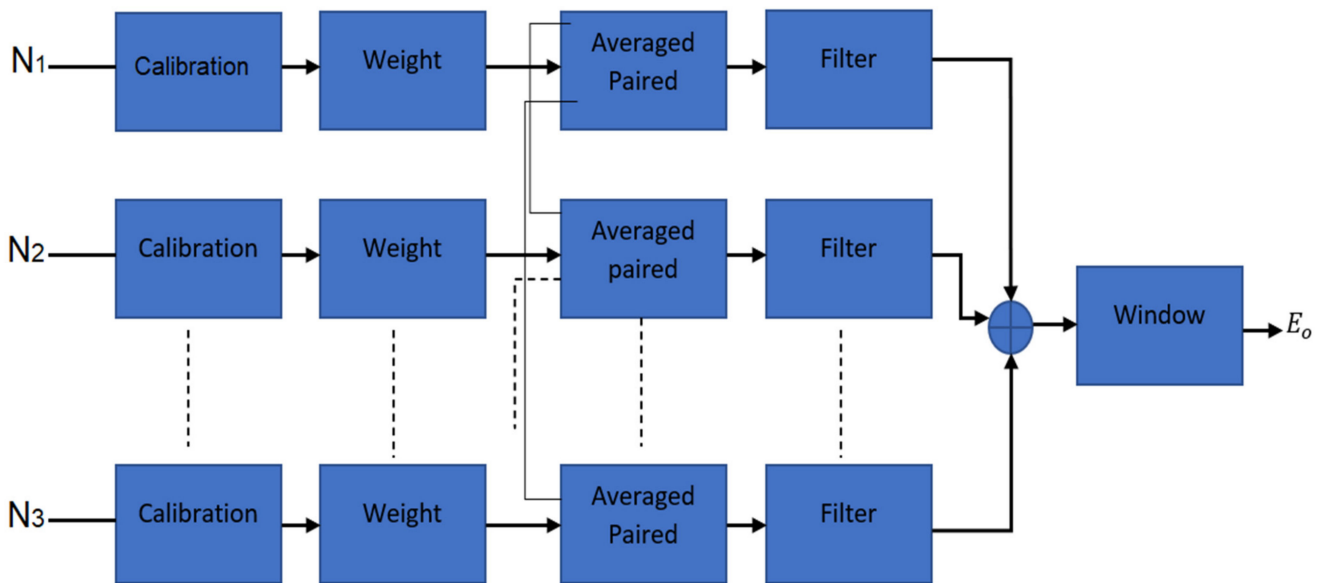 N1 Calibration Weight Averaged Paired Filter
N2 Calibration Weight Averaged paired Filter
Window E_o
N3 Calibration Weight Averaged Paired Filter